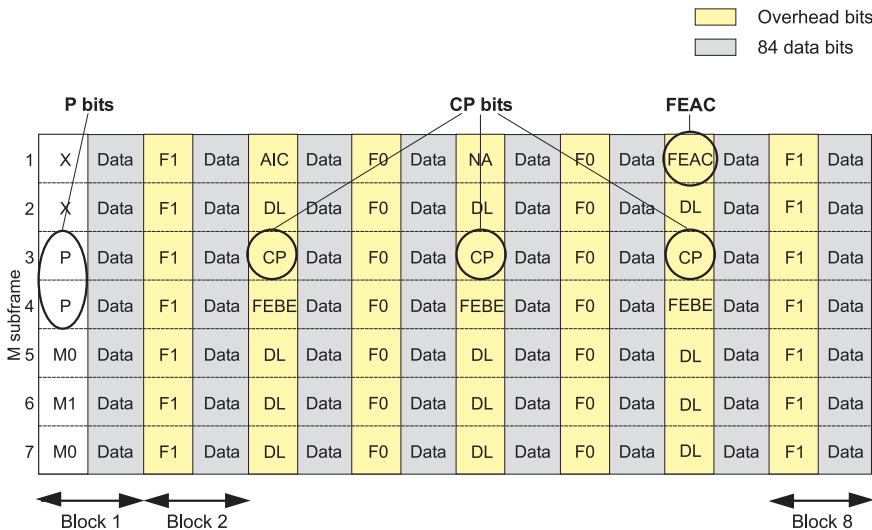 Overhead bits
84 data bits
P bits CP bits FEAC
M subframe
1 X Data F1 Data AIC Data F0 Data NA Data F0 Data FEAC Data F1 Data
2 X Data F1 Data DL Data F0 Data DL Data F0 Data DL Data F1 Data
3 P Data F1 Data CP Data F0 Data CP Data F0 Data CP Data F1 Data
4 P Data F1 Data FEBE Data F0 Data FEBE Data F0 Data FEBE Data F1 Data
5 M0 Data F1 Data DL Data F0 Data DL Data F0 Data DL Data F1 Data
6 M1 Data F1 Data DL Data F0 Data DL Data F0 Data DL Data F1 Data
7 M0 Data F1 Data DL Data F0 Data DL Data F0 Data DL Data F1 Data
Block 1 Block 2 Block 8